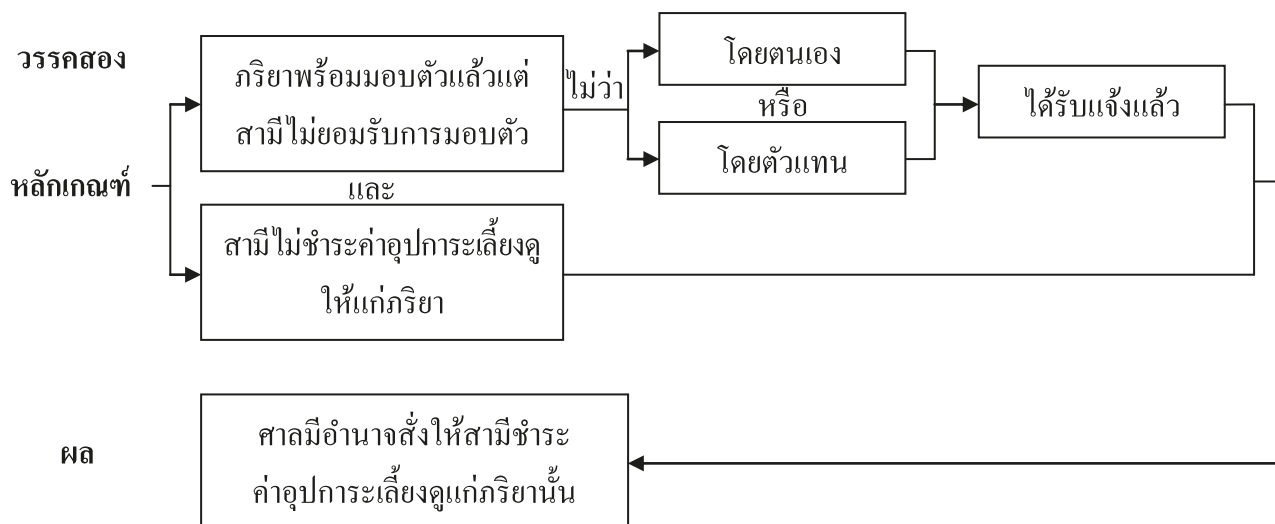 วรรคสอง
ภริยาพร้อมมอบตัวแล้วแต่
สามีไม่ยอมรับการมอบตัว
ไม่ว่า
โดยตนเอง
หรือ
โดยตัวแทน
ได้รับแจ้งแล้ว
หลักเกณฑ์
และ
สามีไม่ชำระค่าอุปการะเลี้ยงดู
ให้แก่ภริยา
ผล
ศาลมีอำนาจสั่งให้สามีชำระ
ค่าอุปการะเลี้ยงดูแก่ภริยานั้น